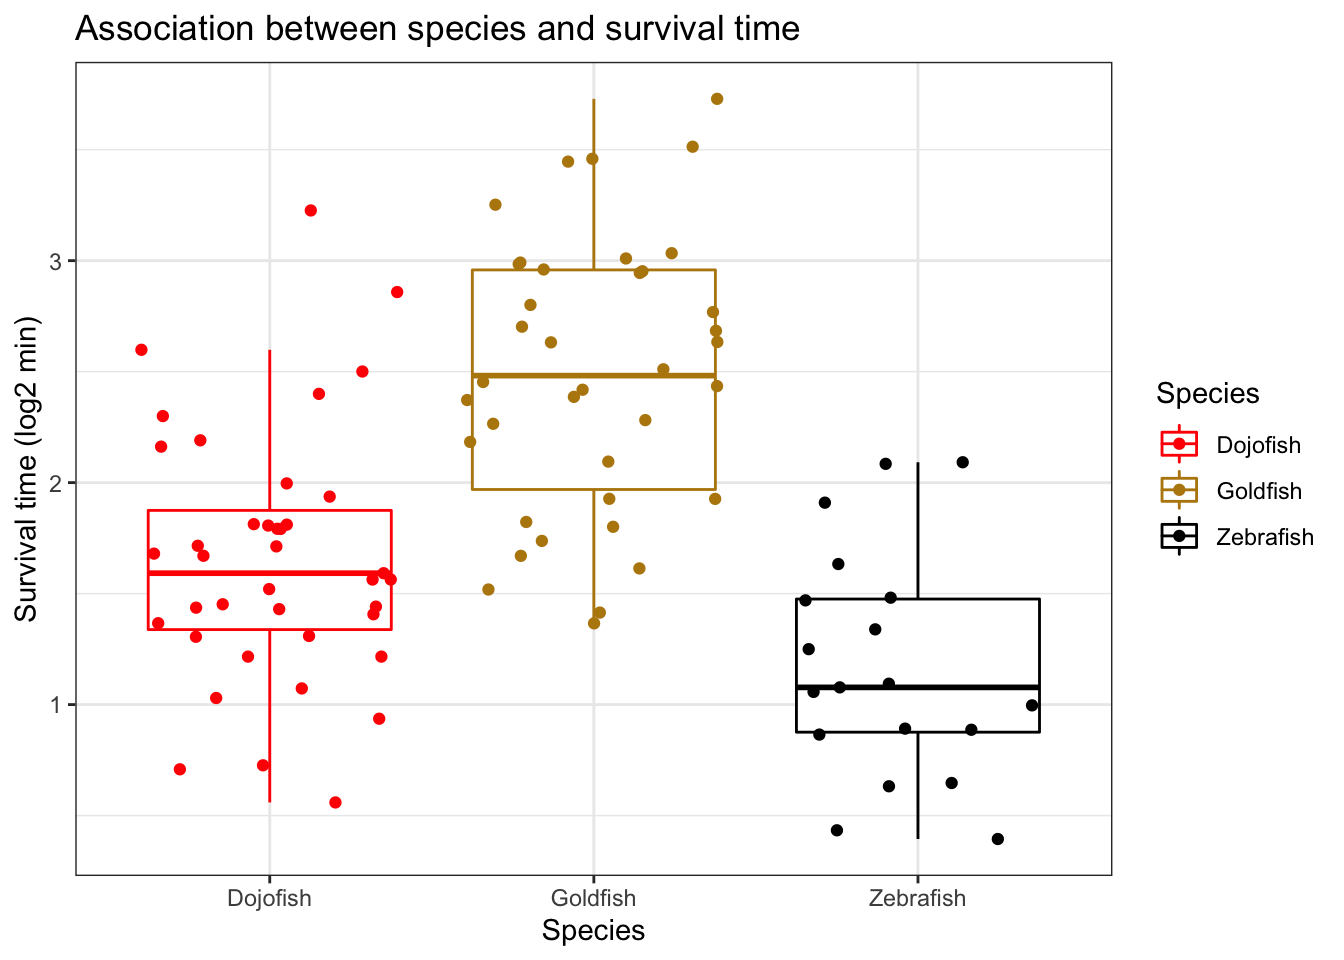 Association between species and survival time
Survival time (log2 min)
3
2
1
Dojofish
Goldfish
Zebrafish
Species
Species
Dojofish
Goldfish
Zebrafish